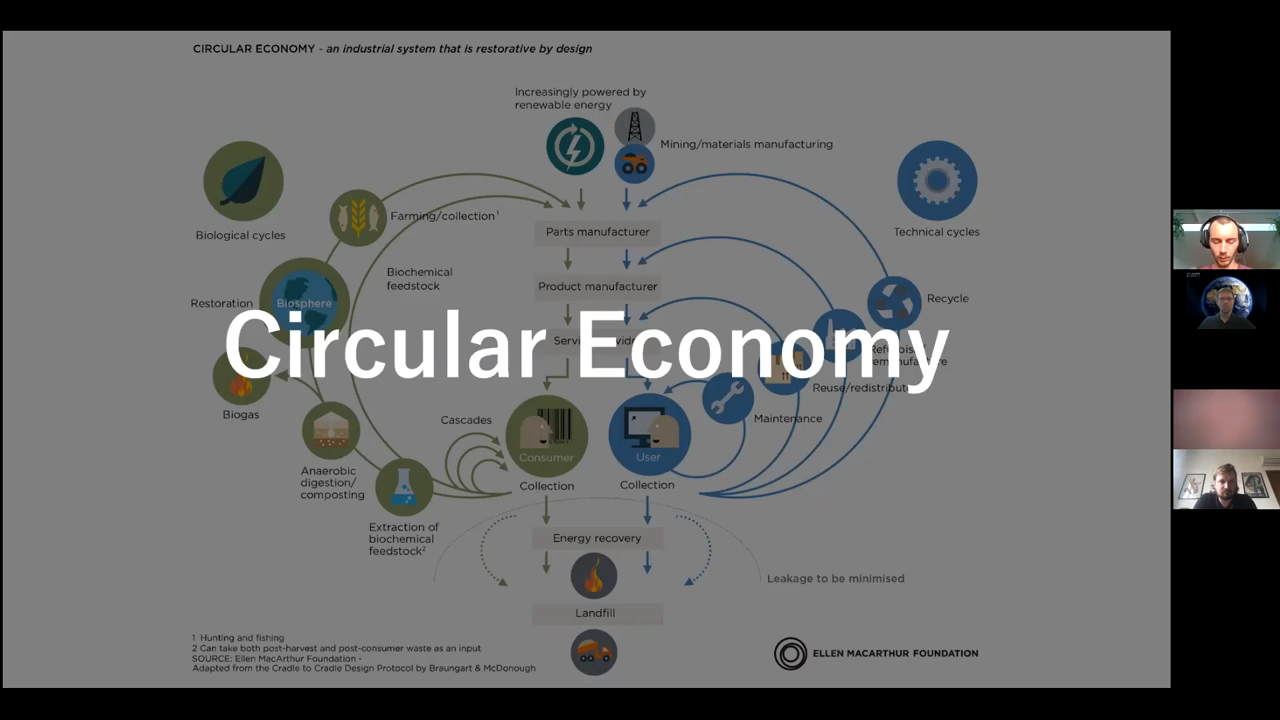 CIRCULAR ECONOMY - an industrial system that is restorative by design
Increasingly powered by
renewable energy
Mining/materials manufacturing
Biological cycles
Farming/collection¹
Parts manufacturer
Technical cycles
Biochemical
feedstock
Product manufacturer
Restoration
Biosphere
Recycle
Circular Economy
Reuse/redistribute
Biogas
Cascades
Maintenance
Consumer
User
Anaerobic
digestion/
composting
Collection
Collection
Extraction of
biochemical
feedstock²
Energy recovery
Leakage to be minimised
Landfill
1 Hunting and fishing
2 Can take both post-harvest and post-consumer waste as an input
SOURCE: Ellen MacArthur Foundation -
Adapted from the Cradle to Cradle Design Protocol by Braungart & McDonough
ELLEN MACARTHUR FOUNDATION